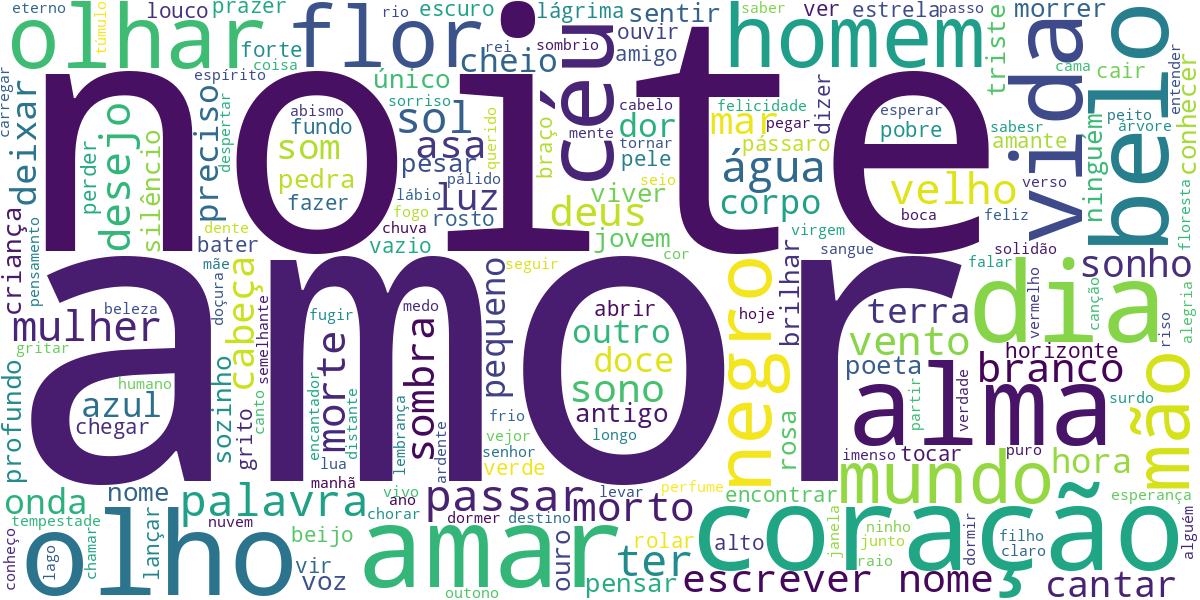 noite
amor
olhar
flor
céu
homem
vida
belo
dia
alma
coração
olho
amar
mundo
mão
negro
eterno
túmulo
louco
prazer
rio
escuro
lágrima
sentir
ver
estrela
saber
passo
morrer
forte
coisa
rei
sombrio
ouvir
amigo
cheio
triste
cama
cair
conhecer
entender
carregar
deixar
desejo
espírito
preciso
despertar
único
sorriso
abismo
fundo
sol
som
asa
querido
braço
mente
cabelo
dor
felicidade
mar
pegar
dizer
esperar
pobre
sabesr
amante
ninguém
peito
árvore
perder
silêncio
pedra
pesar
pálido
tornar
pele
pássaro
água
velho
verso
floresta
fazer
lábio
luz
viver
seio
corpo
boca
feliz
criança
pensamento
dente
bater
fogo
chuva
rosto
vazio
deus
jovem
virgem
sangue
solidão
mãe
cor
falar
sonho
doçura
cabeça
seguir
pequeno
brilhar
canção
vermelho
alegria
riso
beleza
mulher
fugir
medo
abrir
hoje
terra
gritar
semelhante
morte
sombra
outro
vento
horizonte
humano
doce
poeta
branco
profundo
azul
sozinho
canto
encantador
distante
sono
partir
verdade
surdo
chegar
grito
lembrança
ardente
frio
antigo
rosa
lua
vejor
longo
imenso
tocar
puro
manhã
senhor
verde
hora
onda
nome
palavra
vivo
ano
passar
levar
perfume
encontrar
esperança
tempestade
nuvem
chorar
dormer
destino
morto
janela
ninho
junto
raio
dormir
filho
claro
alguém
conheço
lago
chamar
lançar
beijo
vir
voz
outono
ouro
ter
rolar
alto
pensar
escrever
nome
cantar